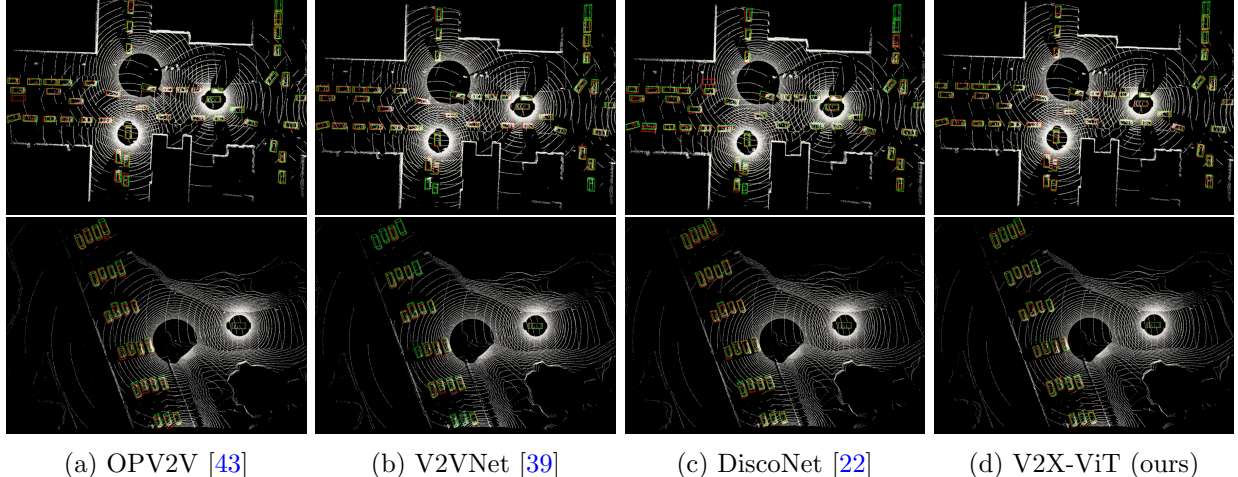 (a) OPV2V [43]
(b) V2VNet [39]
(c) DiscoNet [22]
(d) V2X-ViT (ours)